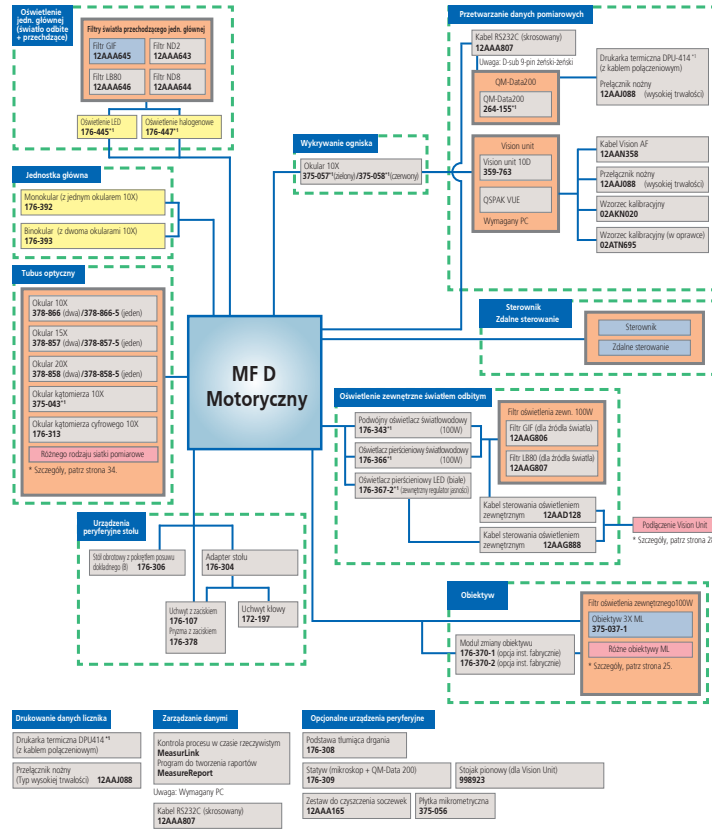 Oświetlenie
jedn. głównej
(światło odbite
+ przechdzące)
Filtry światła przechodzącego jedn. głównej
Filtr GIF
12AAA645
Filtr ND2
12AAA643
Filtr LB80
12AAA646
Filtr ND8
12AAA644
Oświetlenie LED
176-445*1
Oświetlenie halogenowe
176-447*1
Jednostka główna
Monokular (z jednym okularem 10X)
176-392
Binokular (z dwoma okularami 10X)
176-393
Tubus optyczny
Okular 10X
378-866 (dwa)/378-866-5 (jeden)
Okular 15X
378-857 (dwa)/378-857-5 (jeden)
Okular 20X
378-858 (dwa)/378-858-5 (jeden)
Okular kątomierza 10X
375-043*1
Okular kątomierza cyfrowego 10X
176-313
Różnego rodzaju siatki pomiarowe
* Szczegóły, patrz strona 34.
Wykrywanie ogniska
Okular 10X
375-057*1(zielony)/375-058*1(czerwony)
MF D
Motoryczny
Przetwarzanie danych pomiarowych
Kabel RS232C (skrosowany)
12AAA807
Uwaga: D-sub 9-pin żeński-żeński
QM-Data200
QM-Data200
264-155*1
Drukarka termiczna DPU-414 *1
(z kablem połączeniowym)
Prełącznik nożny
12AAJ088 (wysokiej trwałości)
Vision unit
Vision unit 10D
359-763
QSPAK VUE
Wymagany PC
Kabel Vision AF
12AAN358
Przełącznik nożny
12AAJ088 (wysokiej trwałości)
Wzorzec kalibracyjny
02AKN020
Wzorzec kalibracyjny (w oprawce)
02ATN695
Sterownik
Zdalne sterowanie
Sterownik
Zdalne sterowanie
Oświetlenie zewnętrzne światłem odbitym
Podwójny oświetlacz światłowodowy
176-343*1 (100W)
Oświetlacz pierścieniowy światłowodowy
176-366*1 (100W)
Oświetlacz pierścieniowy LED (białe)
176-367-2*1 (zewnętrzny regulator jasności)
Filtr oświetlenia zewn. 100W
Filtr GIF (dla źródła światła)
12AAG806
Filtr LB80 (dla źródła światła)
12AAG807
Kabel sterowania oświetleniem
zewnętrznym 12AAD128
Kabel sterowania oświetleniem
zewnętrznym 12AAG888
Podłączenie Vision Unit
* Szczegóły, patrz strona 2
Urządzenia
peryferyjne stołu
Stół obrotowy z pokrętłem posuwu
dokładnego (B) 176-306
Adapter stołu
176-304
Uchwyt z zaciskiem
176-107
Pryzma z zaciskiem
176-378
Uchwyt kłowy
172-197
Obiektyw
Moduł zmiany obiektywu
176-370-1 (opcja inst. fabrycznie)
176-370-2 (opcja inst. fabrycznie)
Filtr oświetlenia zewnętrznego100W
Obiektyw 3X ML
375-037-1
Różne obiektywy ML
* Szczegóły, patrz strona 25.
Drukowanie danych licznika
Drukarka termiczna DPU414 *4
(z kablem połączeniowym)
Przełącznik nożny
(Typ wysokiej trwałości) 12AAJ088
Zarządzanie danymi
Kontrola procesu w czasie rzeczywistym
MeasurLink
Program do tworzenia raportów
MeasureReport
Uwaga: Wymagany PC
Kabel RS232C (skrosowany)
12AAA807
Opcjonalne urządzenia peryferyjne
Podstawa tłumiąca drgania
176-308
Statyw (mikroskop + QM-Data 200)
176-309
Stojak pionowy (dla Vision Unit)
998923
Zestaw do czyszczenia soczewek
12AAA165
Płytka mikrometryczna
375-056